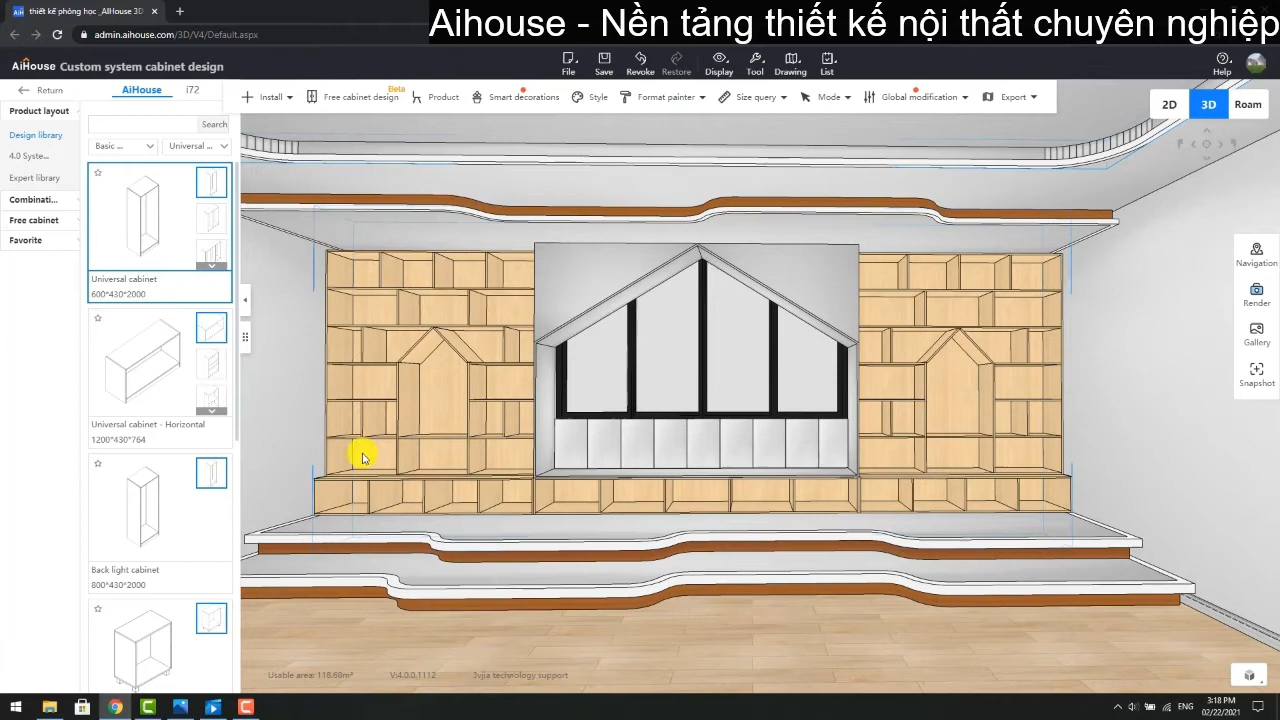 thiết kế phòng học _AIHouse 3D
Aihouse - Nền tảng thiết kế nội thất chuyên nghiệp
admin.aihouse.com/3D/V4/Default.aspx
AiHouse Custom system cabinet design
File
Save
Revoke
Restore
Display
Tool
Drawing
List
Help
Return
AiHouse
i72
Install
Free cabinet design
Beta
Product
Smart decorations
Style
Format painter
Size query
Mode
Global modification
Export
2D
3D
Roam
Product layout
Design library
4.0 Syste...
Expert library
Combinati...
Free cabinet
Favorite
Search
Basic ...
Universal ...
Universal cabinet
600*430*2000
Universal cabinet - Horizontal
1200*430*764
Back light cabinet
800*430*2000
Navigation
Render
Gallery
Snapshot
Usable area: 118.68m²
V:4.0.0.1112
Jvjia technology support
ENG
3:18 PM
02/22/2021